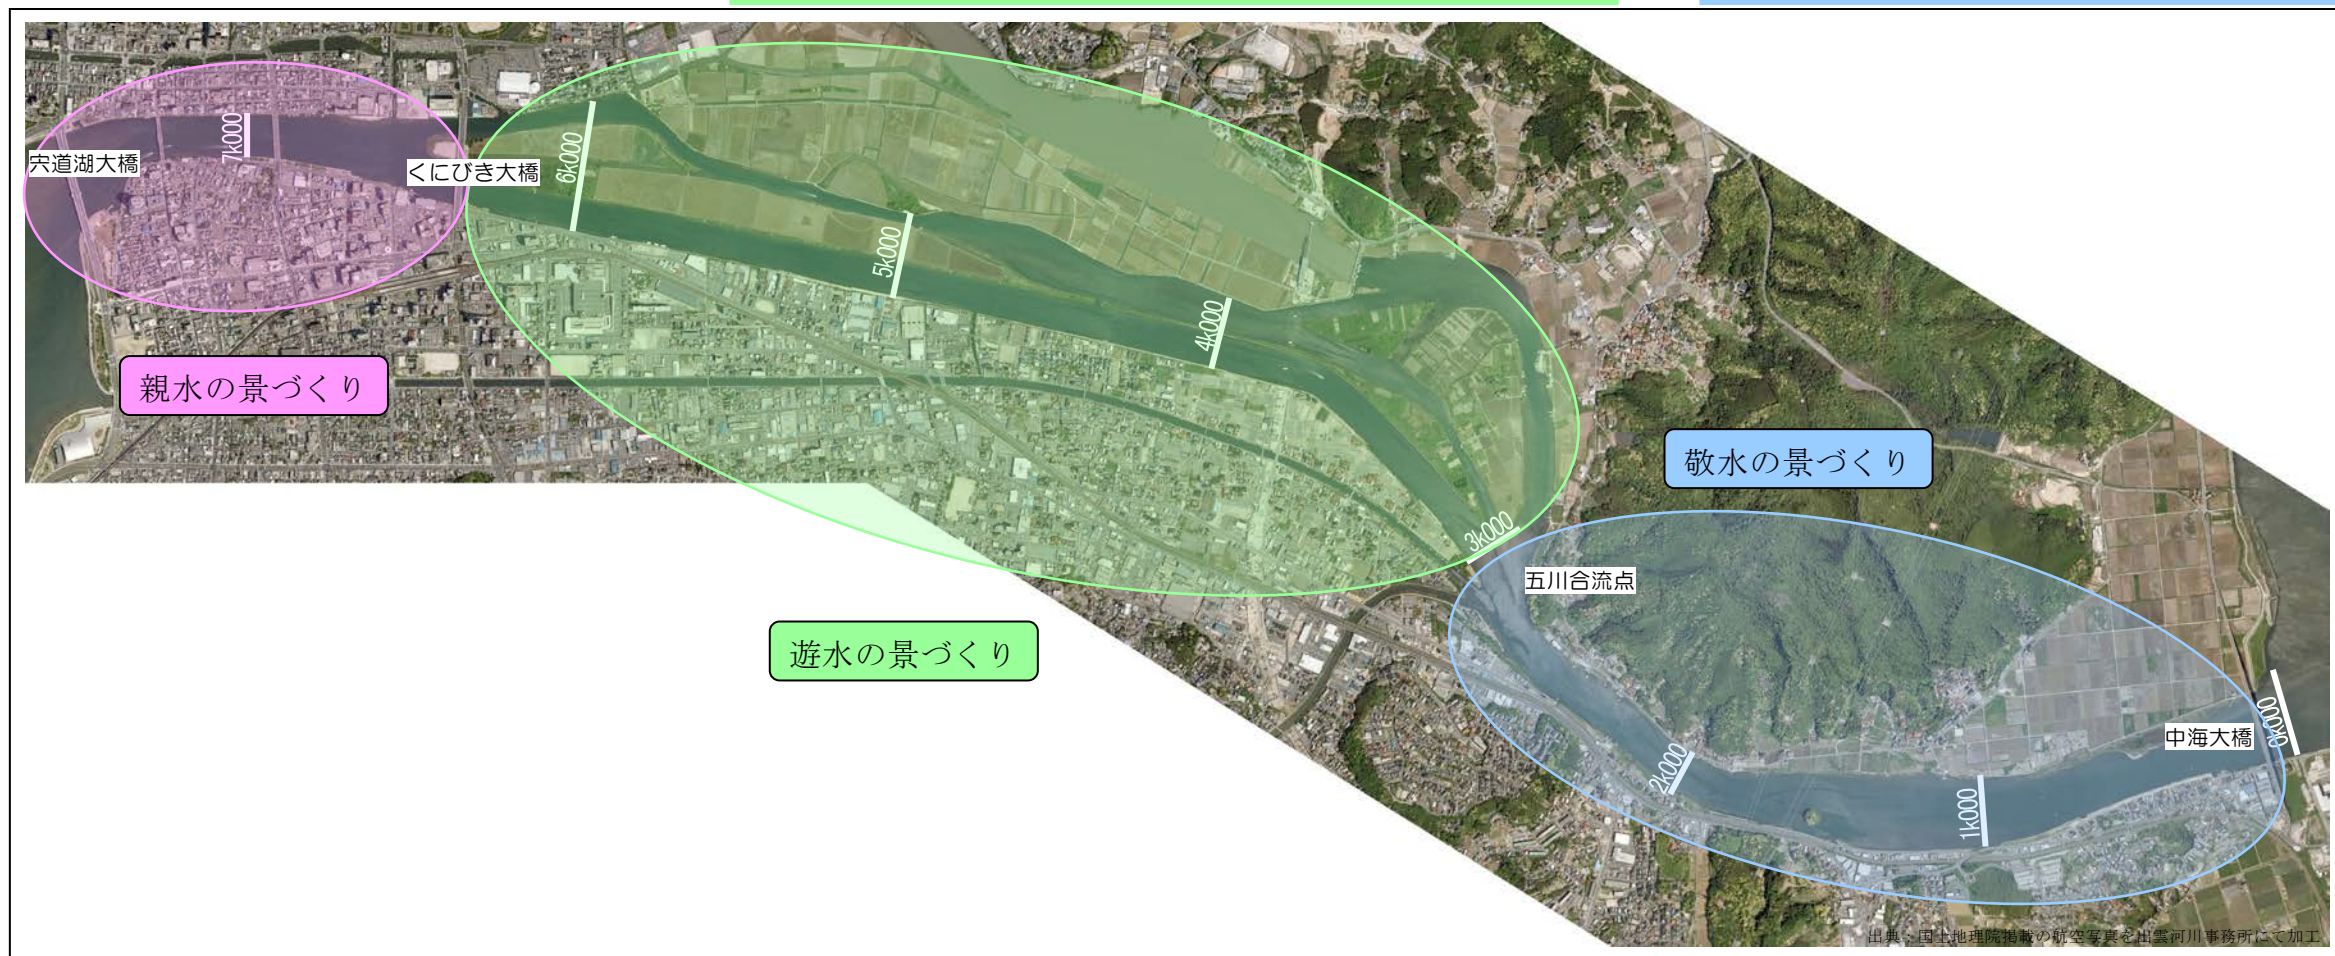 7k000
宍道湖大橋
くにびき大橋
6k000
5k000
4k000
親水の景づくり
敬水の景づくり
3k000
五川合流点
遊水の景づくり
2k000
1k000
中海大橋
0k000
出典：国土地理院掲載の航空写真を出雲河川事務所にて加工